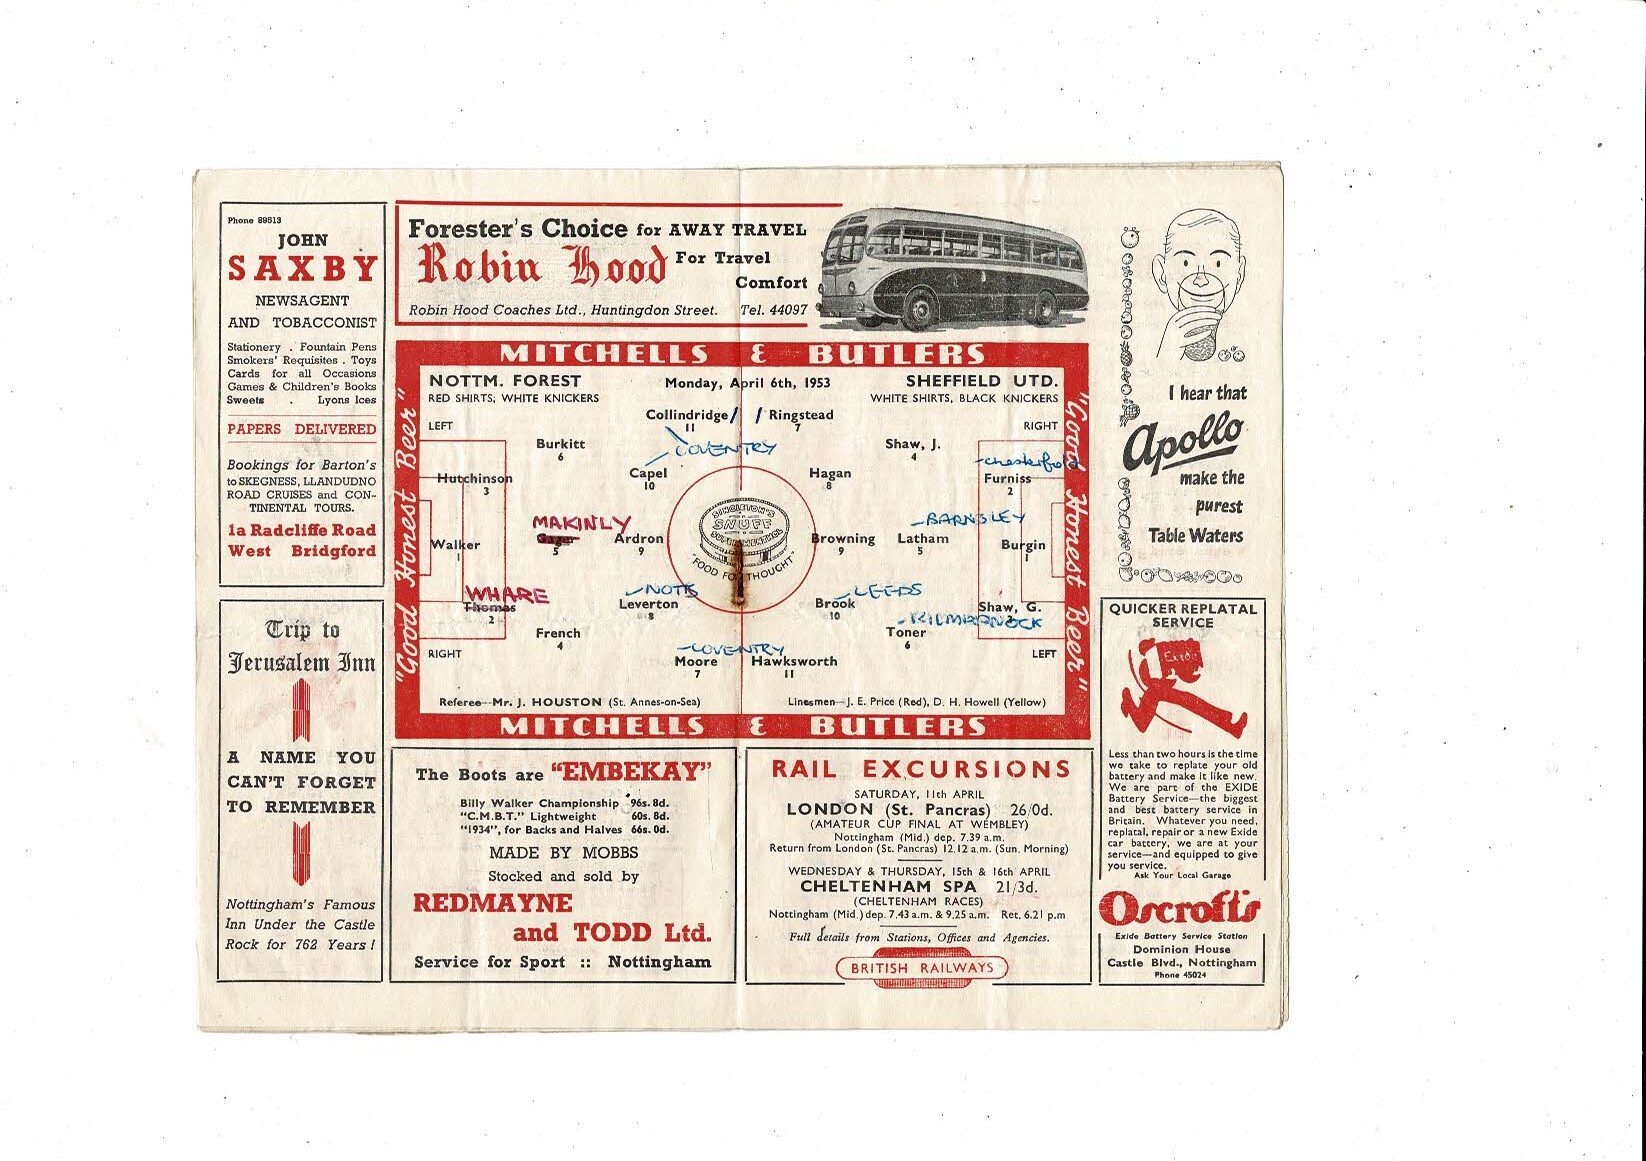 Phone 89513
JOHN
SAXBY
NEWSAGENT
AND TOBACCONIST
Stationery . Fountain Pens
Smokers' Requisites . Toys
Cards for all Occasions
Games & Children's Books
Sweets . Lyons Ices
PAPERS DELIVERED
Bookings for Barton's
to SKEGNESS, LLANDUDNO
ROAD CRUISES and CON-
TINENTAL TOURS.
1a Radcliffe Road
West Bridgford
Trip to
Jerusalem Inn
A NAME YOU
CAN'T FORGET
TO REMEMBER
Nottingham's Famous
Inn Under the Castle
Rock for 762 Years !
Forester's Choice for AWAY TRAVEL
Robin Hood For Travel
Comfort
Robin Hood Coaches Ltd., Huntingdon Street. Tel. 44097
MITCHELLS & BUTLERS
"Good Honest Beer"
NOTTM. FOREST Monday, April 6th, 1953 SHEFFIELD UTD.
RED SHIRTS; WHITE KNICKERS WHITE SHIRTS, BLACK KNICKERS
Collindridge Ringstead
11 7
LEFT RIGHT
Burkitt Shaw, J.
6 4
COVENTRY
Chesterfield
Hutchinson Capel Hagan Furniss
3 10 8 2
MAKINLY BARNSLEY
Walker Gager Ardron Browning Latham Burgin
1 5 9 9 5 1
SINGLETON'S
SNUFF
SUPER MENTHOL
"FOOD FOR THOUGHT"
WHARE NOTTS LEEDS
Thomas Leverton Brook Shaw, G.
2 8 10 3
KILMARNOCK
French Toner
4 6
COVENTRY
RIGHT LEFT
Moore Hawksworth
7 11
Referee—Mr. J. HOUSTON (St. Annes-on-Sea) Linesmen—J. E. Price (Red), D. H. Howell (Yellow)
"Good Honest Beer"
MITCHELLS & BUTLERS
The Boots are "EMBEKAY"
Billy Walker Championship 96s. 8d.
"C.M.B.T." Lightweight 60s. 8d.
"1934", for Backs and Halves 66s. 0d.
MADE BY MOBBS
Stocked and sold by
REDMAYNE
and TODD Ltd.
Service for Sport :: Nottingham
RAIL EXCURSIONS
SATURDAY, 11th APRIL
LONDON (St. Pancras) 26/0d.
(AMATEUR CUP FINAL AT WEMBLEY)
Nottingham (Mid.) dep. 7.39 a.m.
Return from London (St. Pancras) 12.12 a.m. (Sun. Morning)
WEDNESDAY & THURSDAY, 15th & 16th APRIL
CHELTENHAM SPA 21/3d.
(CHELTENHAM RACES)
Nottingham (Mid.) dep. 7.43 a.m. & 9.25 a.m. Ret. 6.21 p.m
Full details from Stations, Offices and Agencies.
BRITISH RAILWAYS
I hear that
Apollo
make the
purest
Table Waters
QUICKER REPLATAL
SERVICE
Exide
Less than two hours is the time
we take to replate your old
battery and make it like new.
We are part of the EXIDE
Battery Service—the biggest
and best battery service in
Britain. Whatever you need,
replatal, repair or a new Exide
car battery, we are at your
service—and equipped to give
you service.
Ask Your Local Garage
Oscrofts
Exide Battery Service Station
Dominion House
Castle Blvd., Nottingham
Phone 45024